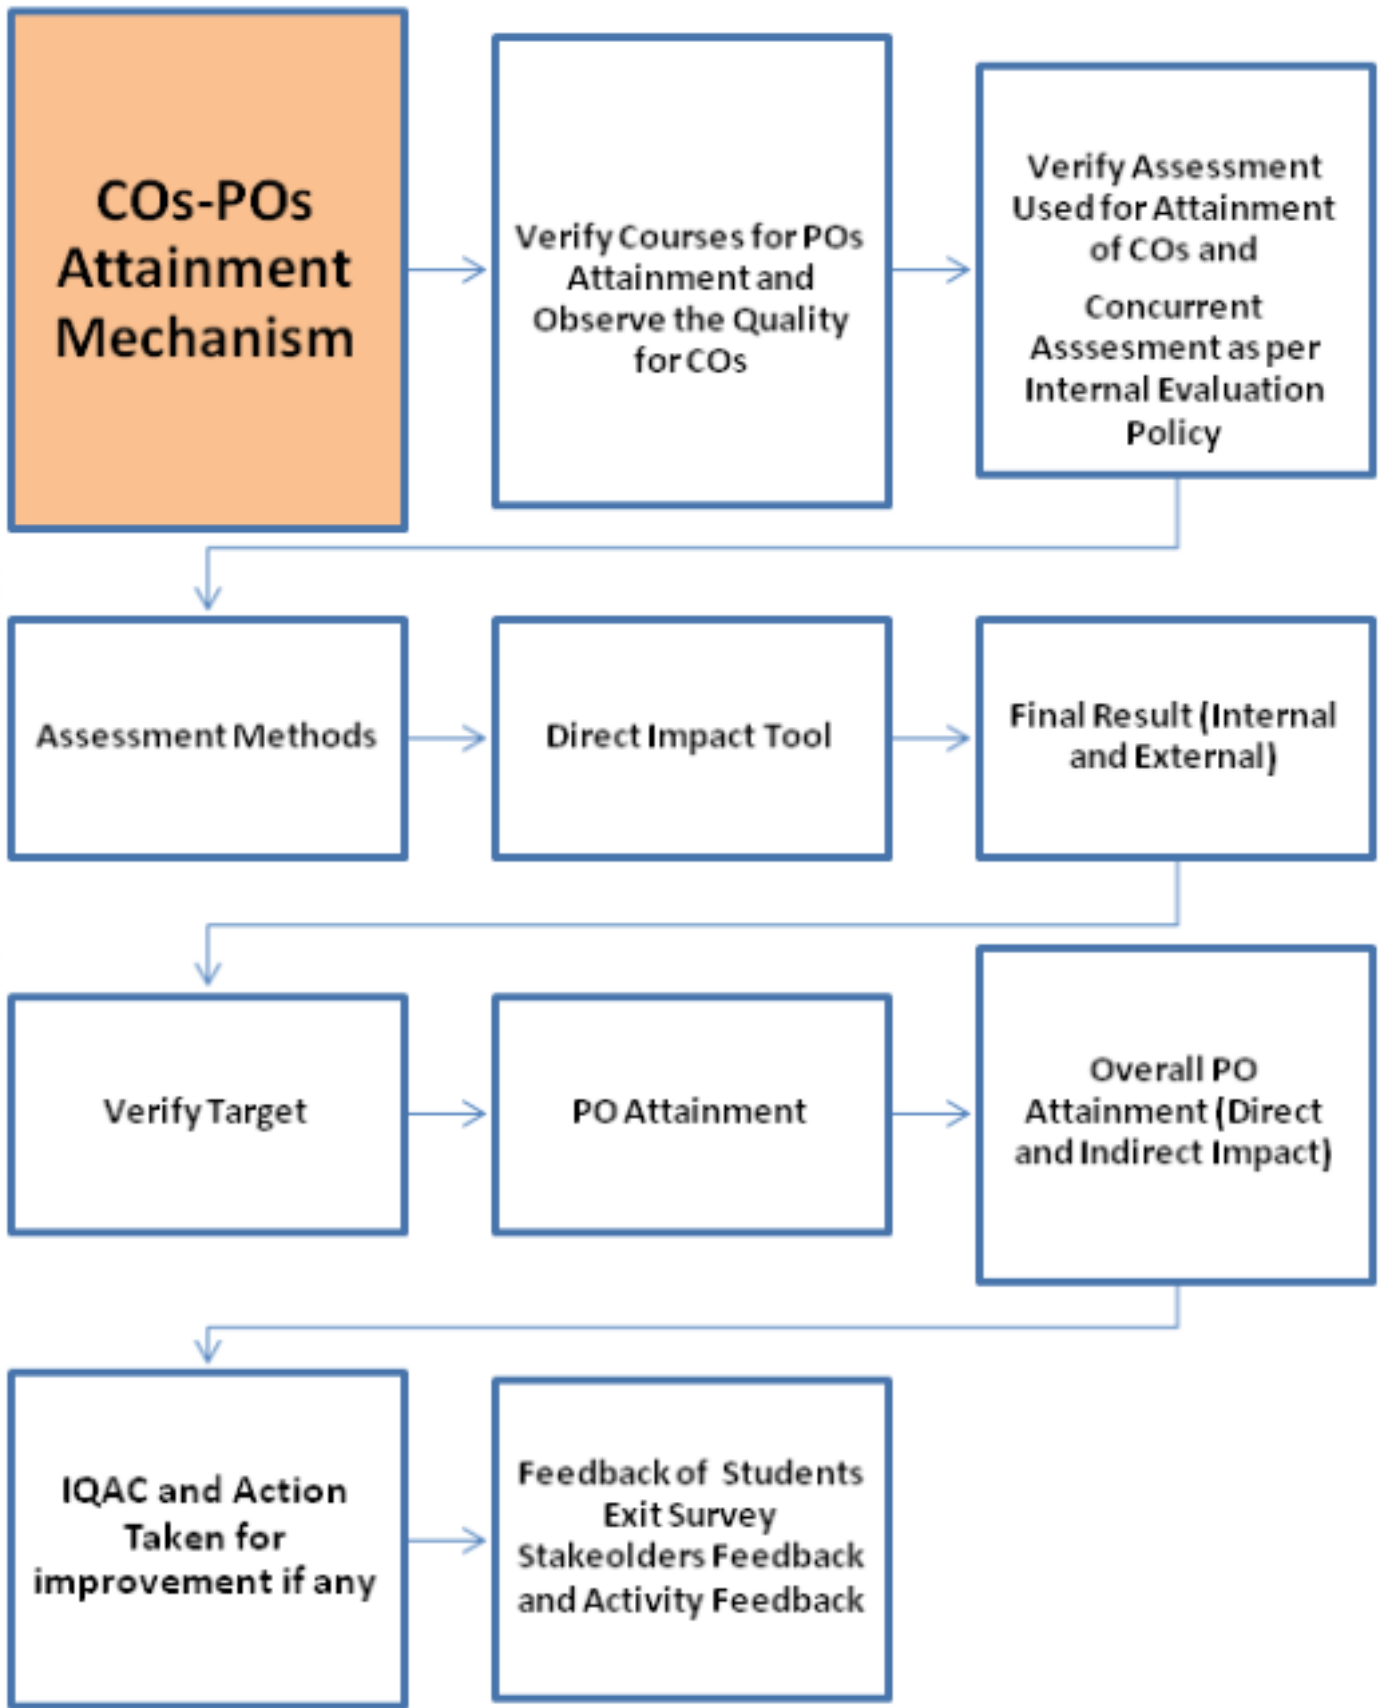 COs-POs
Attainment
Mechanism
Verify Courses for POs
Attainment and
Observe the Quality
for COs
Verify Assessment
Used for Attainment
of COs and
Concurrent
Asssesment as per
Internal Evaluation
Policy
Assessment Methods
Direct Impact Tool
Final Result (Internal
and External)
Verify Target
PO Attainment
Overall PO
Attainment (Direct
and Indirect Impact)
IQAC and Action
Taken for
improvement if any
Feedback of Students
Exit Survey
Stakeolders Feedback
and Activity Feedback